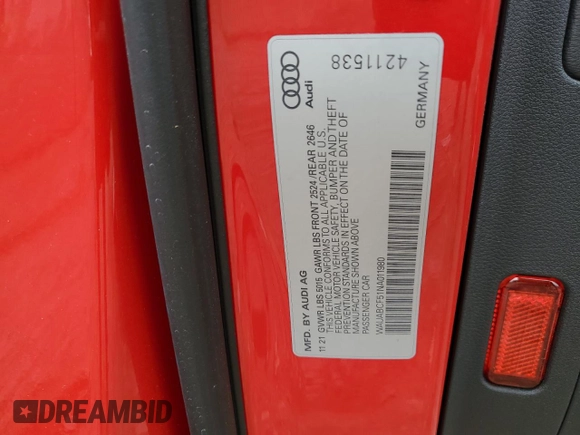 Audi
4211538
GERMANY
MFD. BY AUDI AG
11 21 GVWR LBS 5015 GAWR LBS FRONT 2524 /REAR 2646
THIS VEHICLE CONFORMS TO ALL APPLICABLE U.S.
FEDERAL MOTOR VEHICLE SAFETY, BUMPER AND THEFT
PREVENTION STANDARDS IN EFFECT ON THE DATE OF
MANUFACTURE SHOWN ABOVE
PASSENGER CAR
WAUABCF51NA011980
DREAMBID